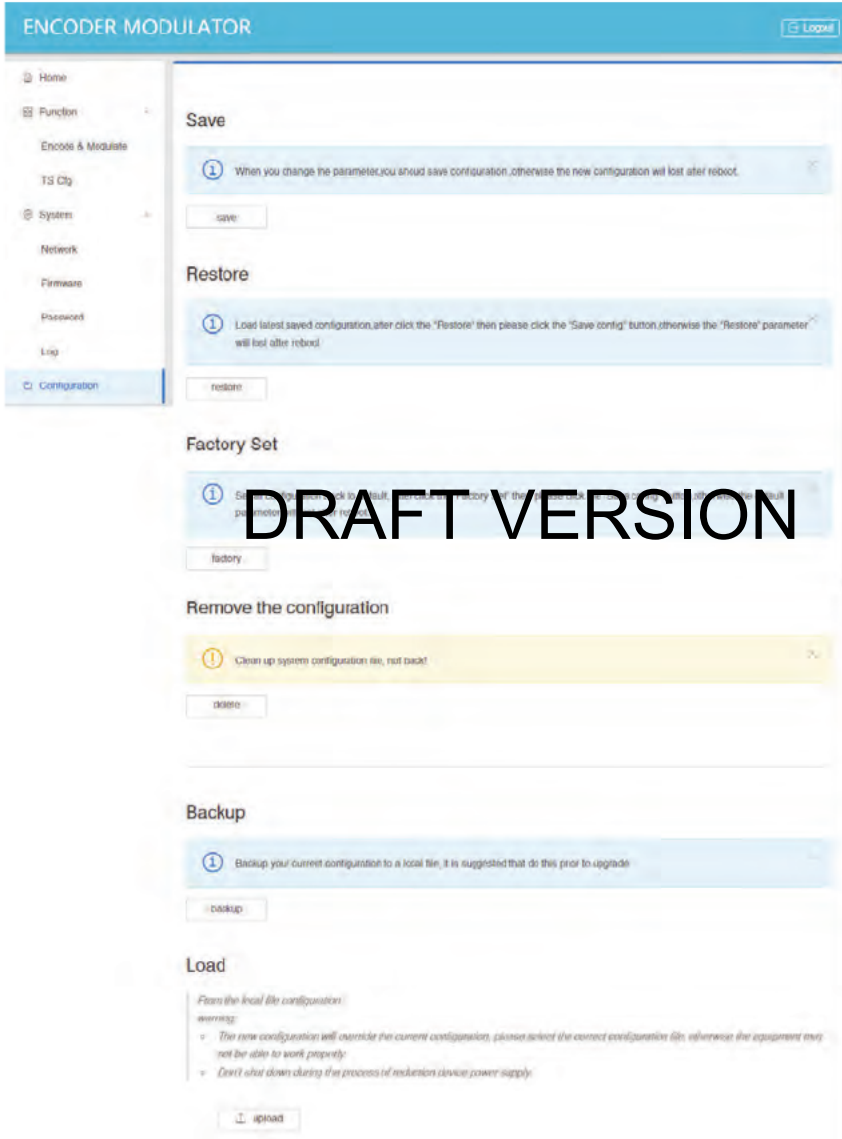 ENCODER MODULATOR
Logout
Home
Function
Encode & Modulate
TS Cfg
System
Network
Firmware
Password
Log
Configuration
Save
When you change the parameter,you shoud save configuration ,otherwise the new configuration will lost after reboot.
save
Restore
Load latest saved configuration,after click the "Restore" then please click the "Save config" button,otherwise the "Restore" parameter
will lost after reboot
restore
Factory Set
DRAFT VERSION
factory
Remove the configuration
Clean up system configuration file, not back!
delete
Backup
Backup your current configuration to a local file, it is suggested that do this prior to upgrade
backup
Load
From the local file configuration
warning:
The new configuration will override the current configuration, please select the correct configuration file, otherwise the equipment may
not be able to work properly
Don't shut down during the process of reduction device power supply.
upload